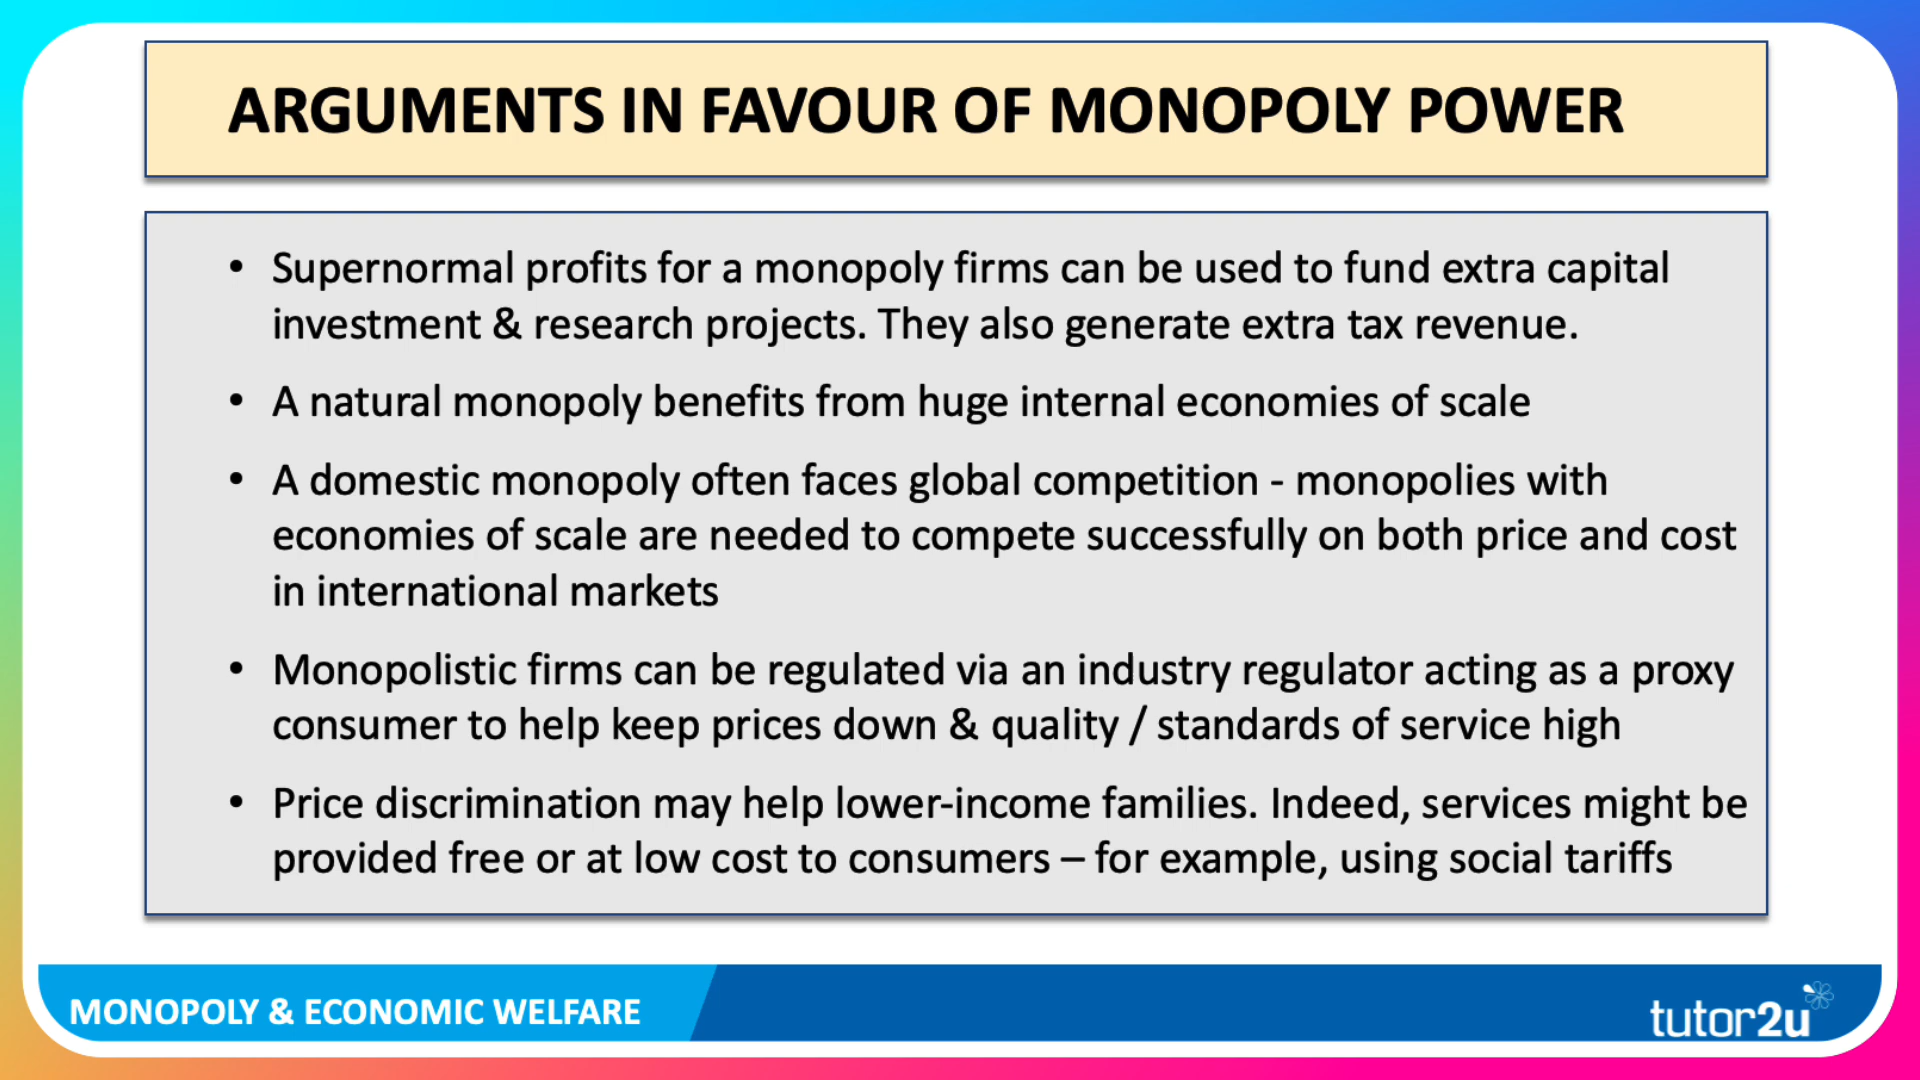 ARGUMENTS IN FAVOUR OF MONOPOLY POWER
• Supernormal profits for a monopoly firms can be used to fund extra capital
investment & research projects. They also generate extra tax revenue.
• A natural monopoly benefits from huge internal economies of scale
• A domestic monopoly often faces global competition - monopolies with
economies of scale are needed to compete successfully on both price and cost
in international markets
• Monopolistic firms can be regulated via an industry regulator acting as a proxy
consumer to help keep prices down & quality / standards of service high
• Price discrimination may help lower-income families. Indeed, services might be
provided free or at low cost to consumers – for example, using social tariffs
MONOPOLY & ECONOMIC WELFARE
tutor2u